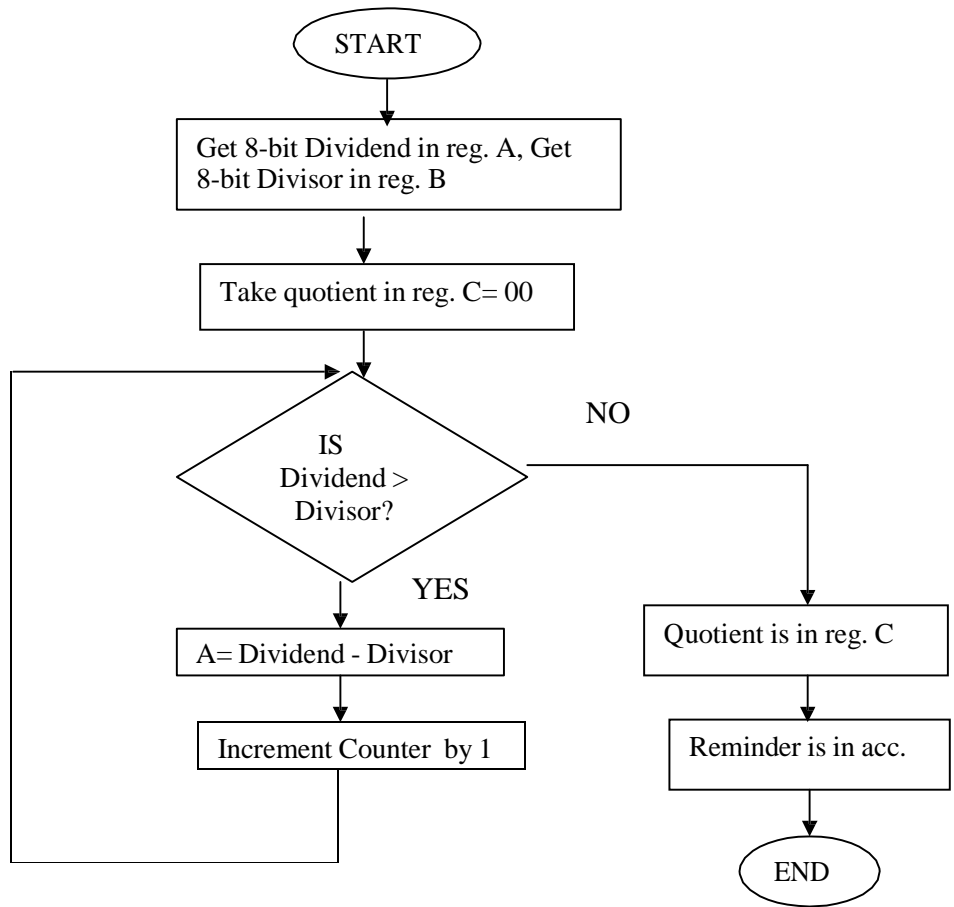 START
Get 8-bit Dividend in reg. A, Get
8-bit Divisor in reg. B
Take quotient in reg. C= 00
IS
Dividend >
Divisor?
NO
YES
A= Dividend - Divisor
Increment Counter by 1
Quotient is in reg. C
Reminder is in acc.
END